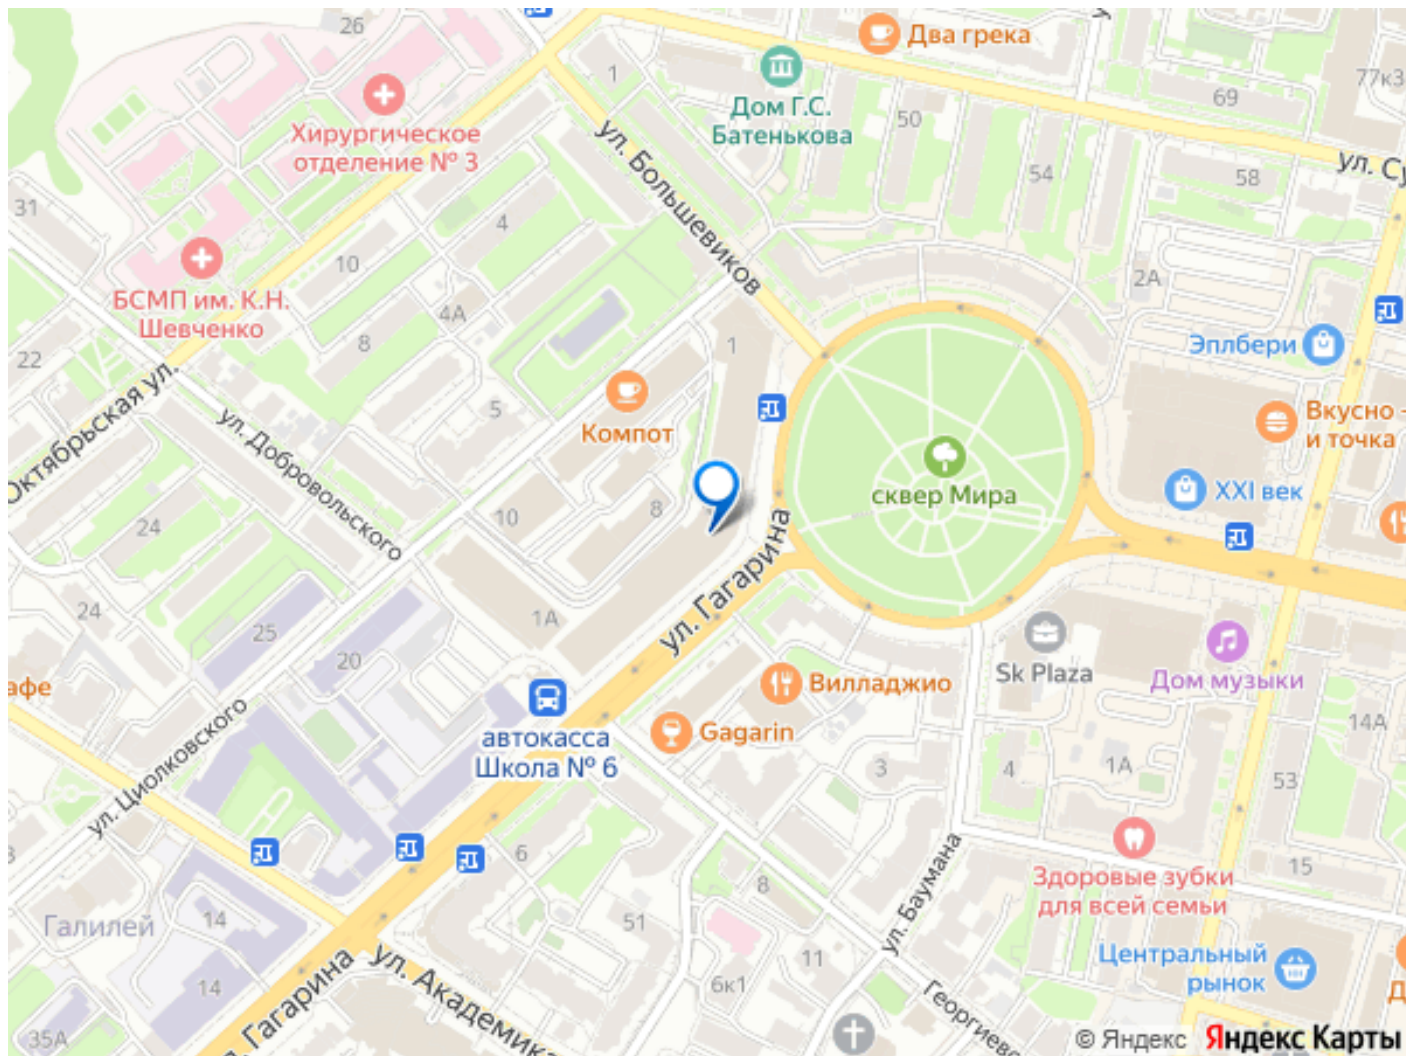 26
Два грека
1
77к3
Хирургическое
отделение № 3
Дом Г.С.
Батенькова
69
50
ул. Большевиков
ул. Су
54
58
31
4
БСМП им. К.Н.
Шевченко
10
2А
4А
Эплбери
22
8
1
Октябрьская ул.
5
Компот
Вкусно -
и точка
ул. Добровольского
сквер Мира
XXI век
24
10
8
ул. Гагарина
24
25
1А
20
Sk Plaza
Дом музыки
афе
Вилладжио
Gagarin
14А
автокасса
Школа № 6
ул. Циолковского
3
4
1А
53
3
6
ул. Баумана
15
8
Здоровые зубки
для всей семьи
Галилей
14
51
11
Центральный
рынок
14
6к1
Д
35А
л. Гагарина
ул. Академика
Георгиевс
© Яндекс
Яндекс Карты